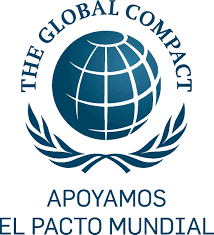 THE GLOBAL COMPACT
APOYAMOS
EL PACTO MUNDIAL